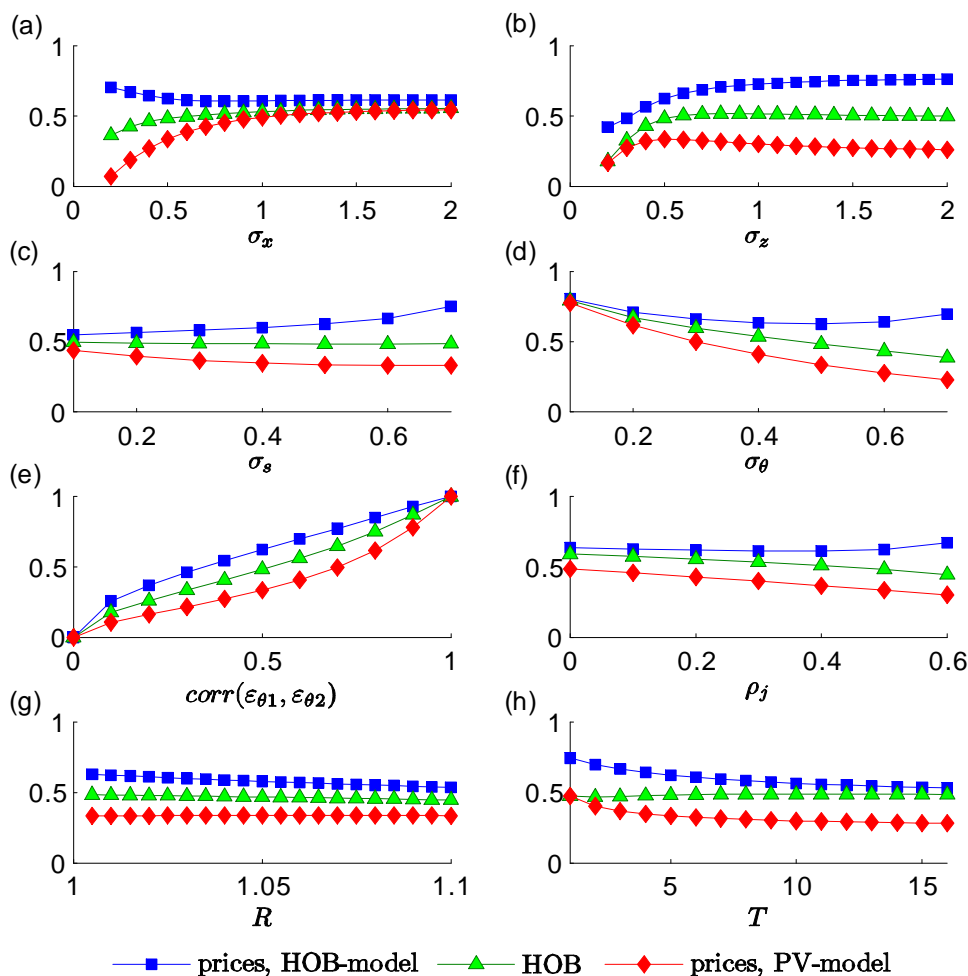 (a) (b)
1 1
0.5 0.5
0 0
0 0.5 1 1.5 2 0 0.5 1 1.5 2
σx σz
(c) (d)
1 1
0.5 0.5
0 0
0.2 0.4 0.6 0.2 0.4 0.6
σs σθ
(e) (f)
1 1
0.5 0.5
0 0
0 0.5 1 0 0.2 0.4 0.6
corr(εθ1, εθ2) ρj
(g) (h)
1 1
0.5 0.5
0 0
1 1.05 1.1 5 10 15
R T
prices, HOB-model HOB prices, PV-model